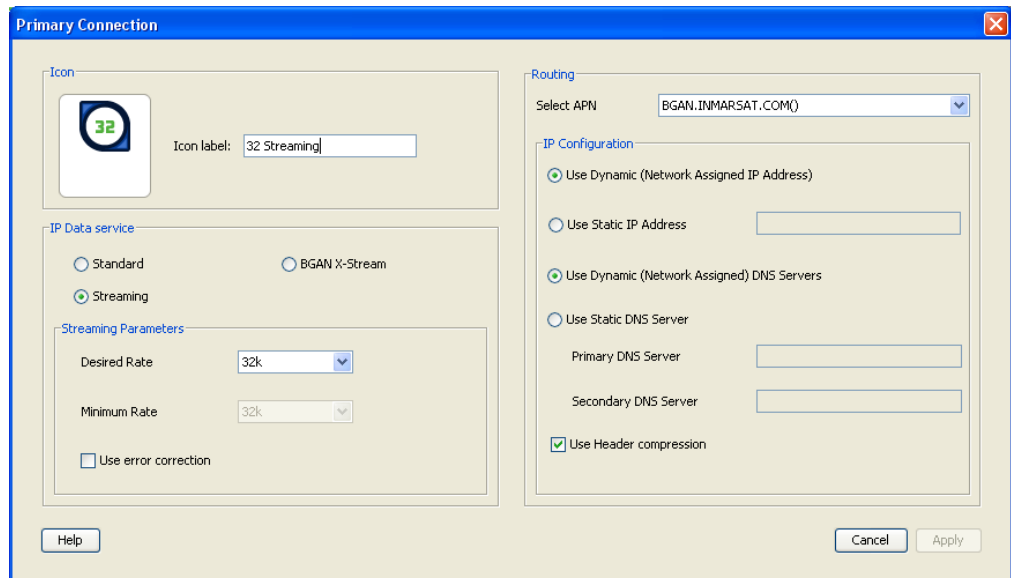 Primary Connection
Icon
32
Icon label: 32 Streaming
IP Data service
Standard
BGAN X-Stream
Streaming
Streaming Parameters
Desired Rate 32k
Minimum Rate 32k
Use error correction
Routing
Select APN BGAN.INMARSAT.COM()
IP Configuration
Use Dynamic (Network Assigned IP Address)
Use Static IP Address
Use Dynamic (Network Assigned) DNS Servers
Use Static DNS Server
Primary DNS Server
Secondary DNS Server
Use Header compression
Help
Cancel
Apply